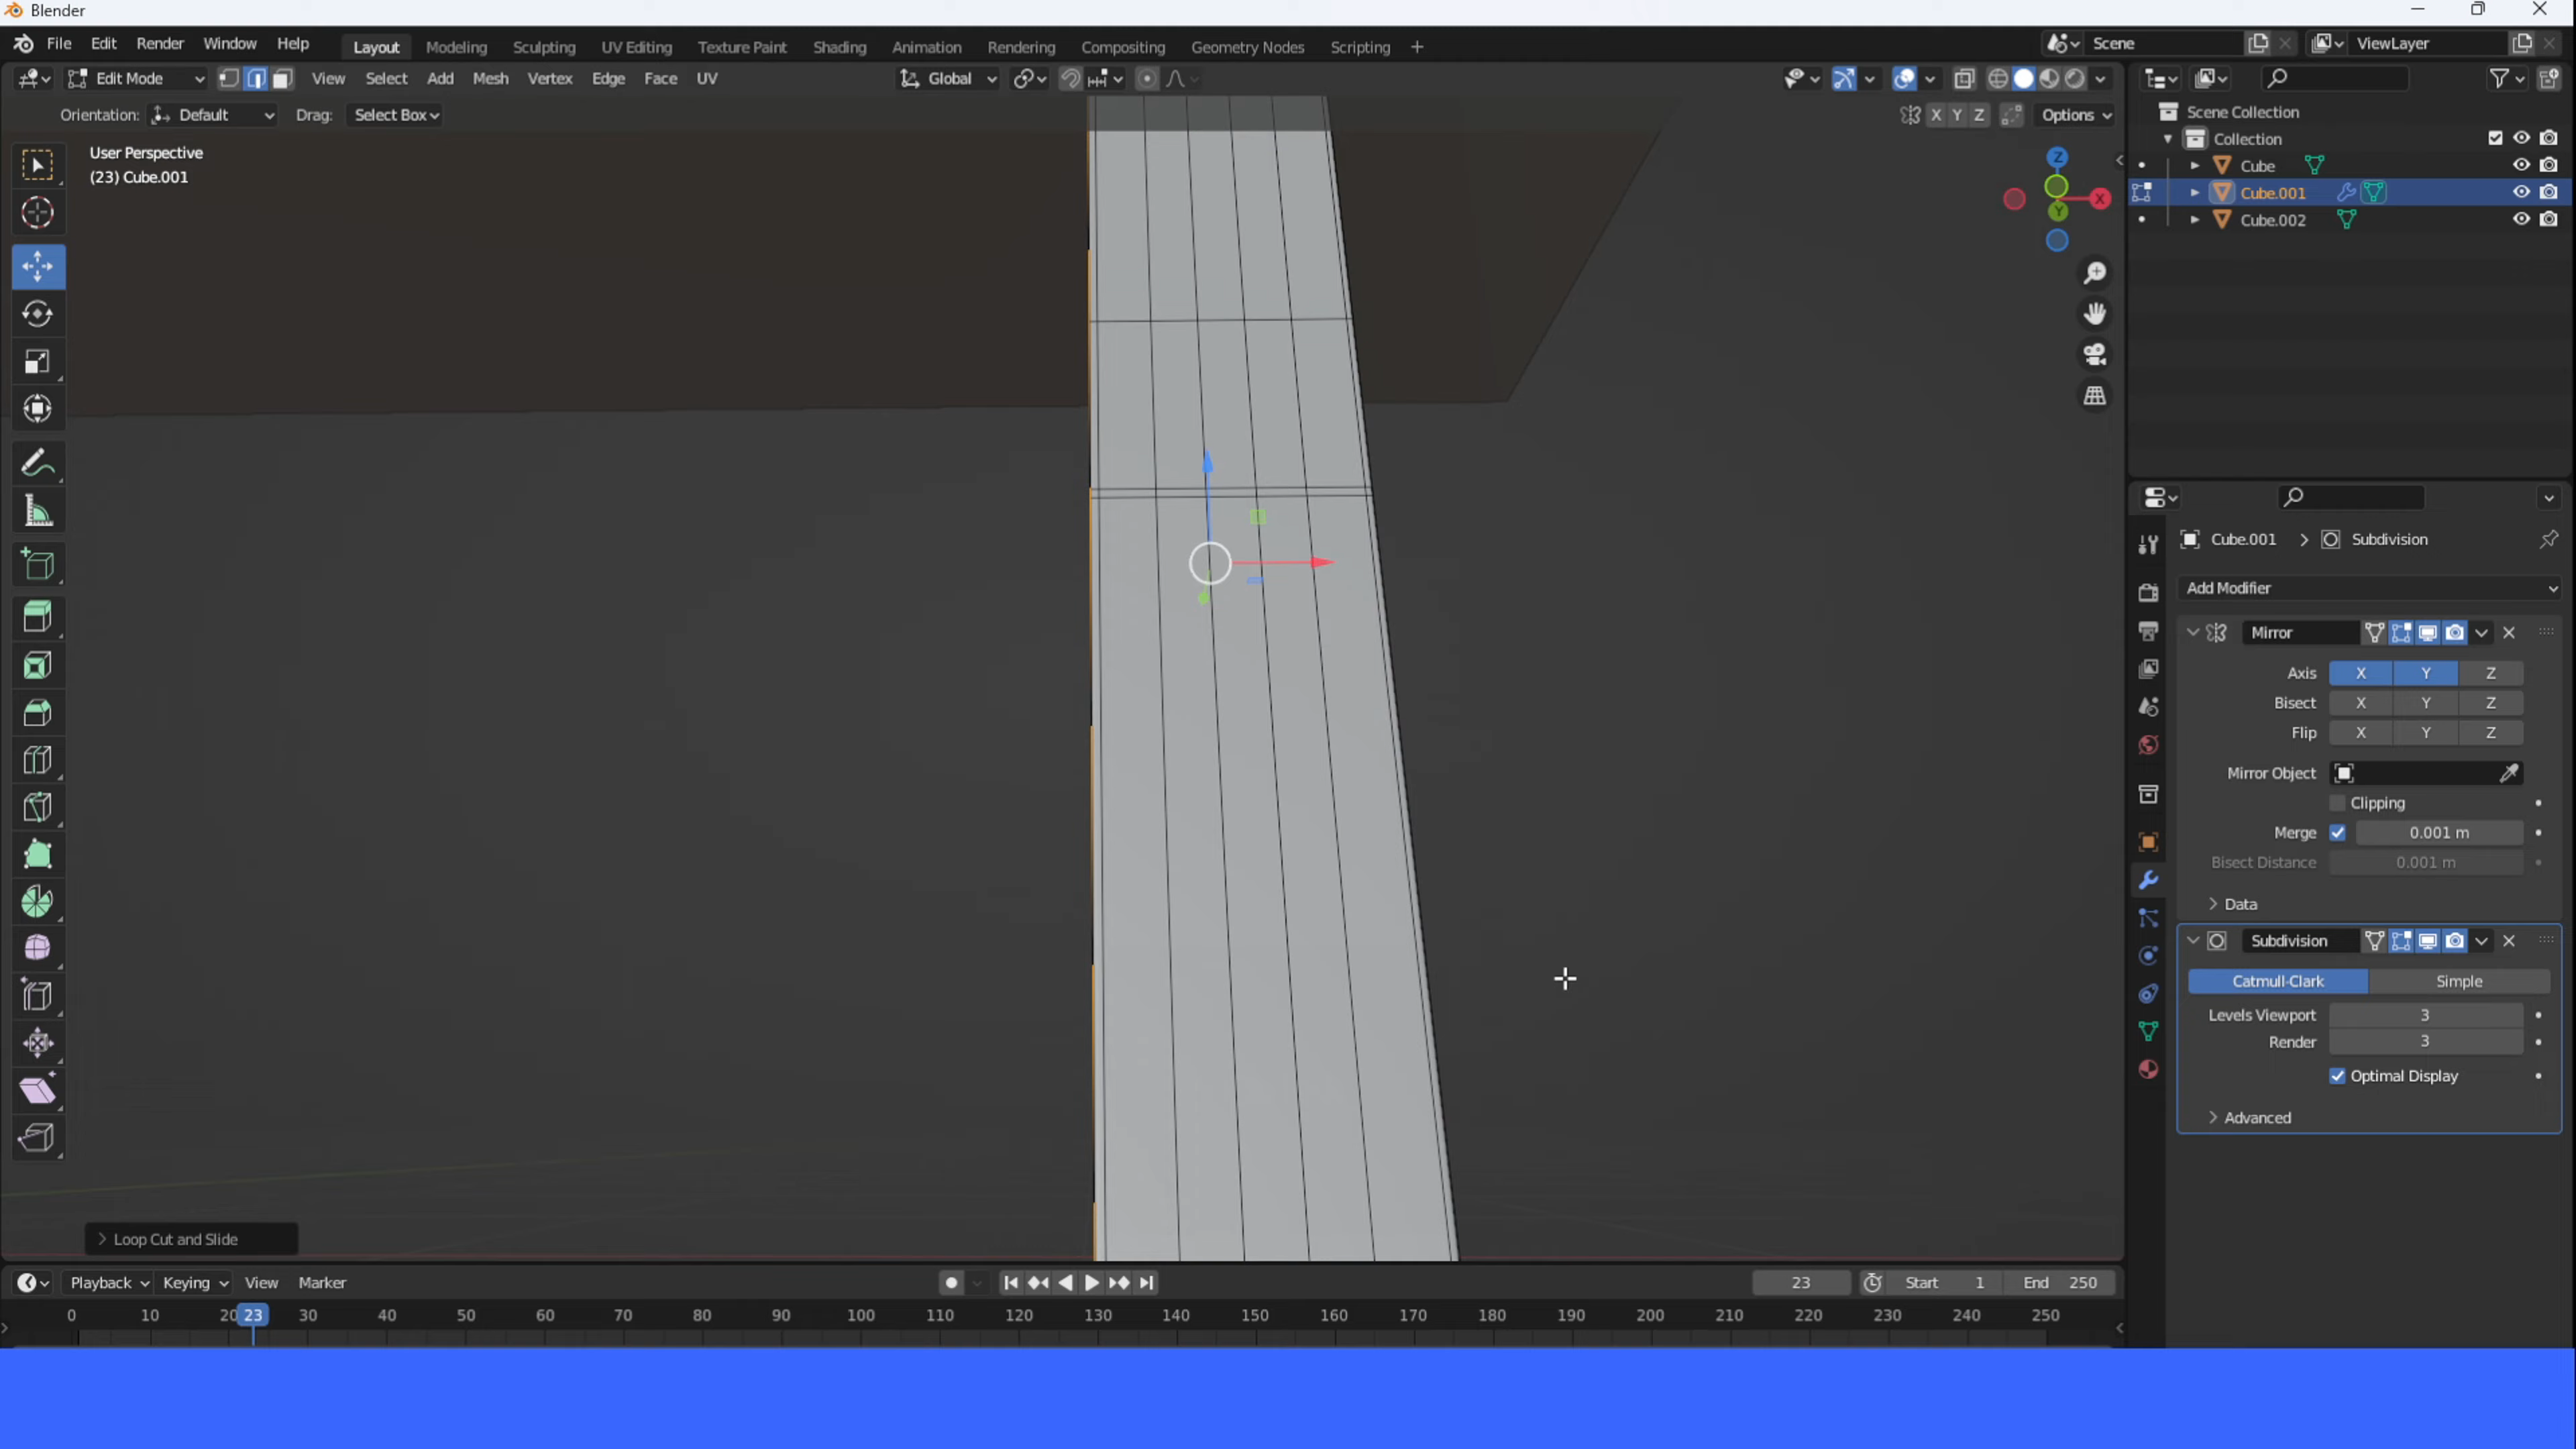 Blender
File Edit Render Window Help Layout Modeling Sculpting UV Editing Texture Paint Shading Animation Rendering Compositing Geometry Nodes Scripting + Scene ViewLayer
Edit Mode View Select Add Mesh Vertex Edge Face UV Global
Orientation: Default Drag: Select Box X Y Z Options
User Perspective
(23) Cube.001
Z
X
Y
Scene Collection
Collection
Cube
Cube.001
Cube.002
Cube.001 > Subdivision
Add Modifier
Mirror
Axis X Y Z
Bisect X Y Z
Flip X Y Z
Mirror Object
Clipping
Merge 0.001 m
Bisect Distance 0.001 m
Data
Subdivision
Catmull-Clark Simple
Levels Viewport 3
Render 3
Optimal Display
Advanced
Loop Cut and Slide
Playback Keying View Marker 23 Start 1 End 250
0 10 20 23 30 40 50 60 70 80 90 100 110 120 130 140 150 160 170 180 190 200 210 220 230 240 250